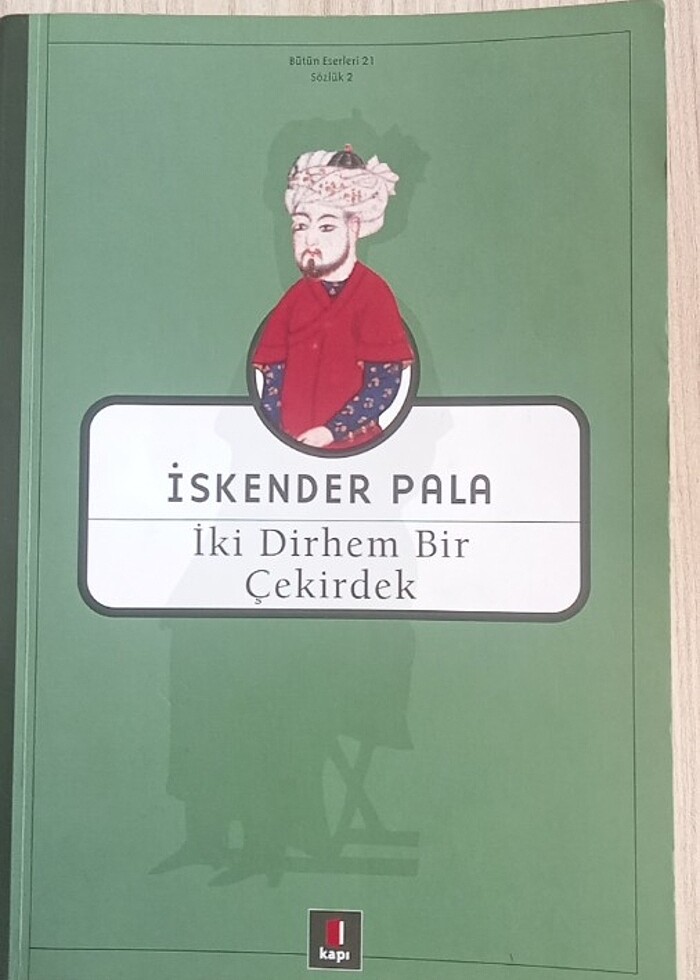 Bütün Eserleri 21
Sözlük 2
İSKENDER PALA
İki Dirhem Bir
Çekirdek
kapı